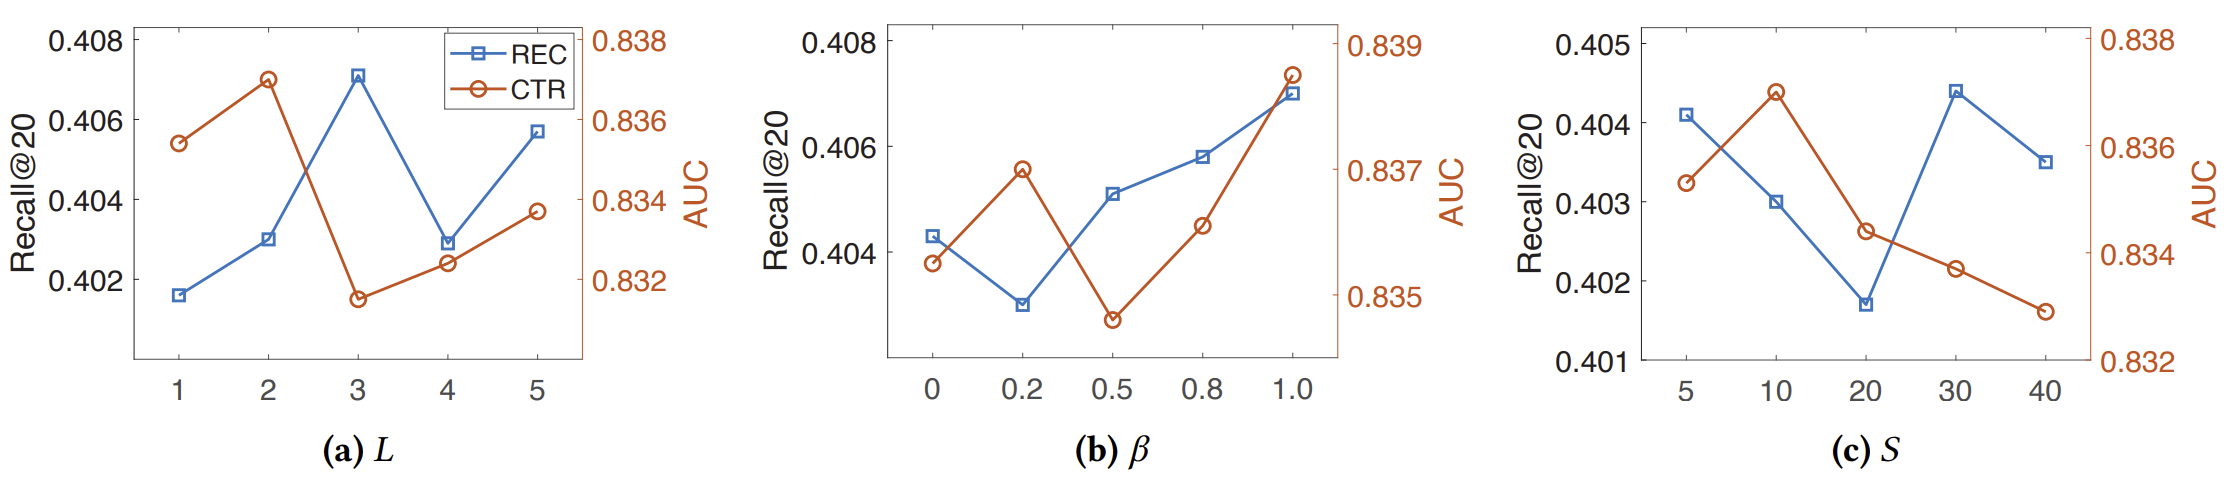 0.408
0.406
0.404
0.402
Recall@20
REC
CTR
0.838
0.836
0.834
0.832
AUC
1 2 3 4 5
(a) L
0.408
0.406
0.404
Recall@20
0.839
0.837
0.835
AUC
0 0.2 0.5 0.8 1.0
(b) β
0.405
0.404
0.403
0.402
0.401
Recall@20
0.838
0.836
0.834
0.832
AUC
5 10 20 30 40
(c) S